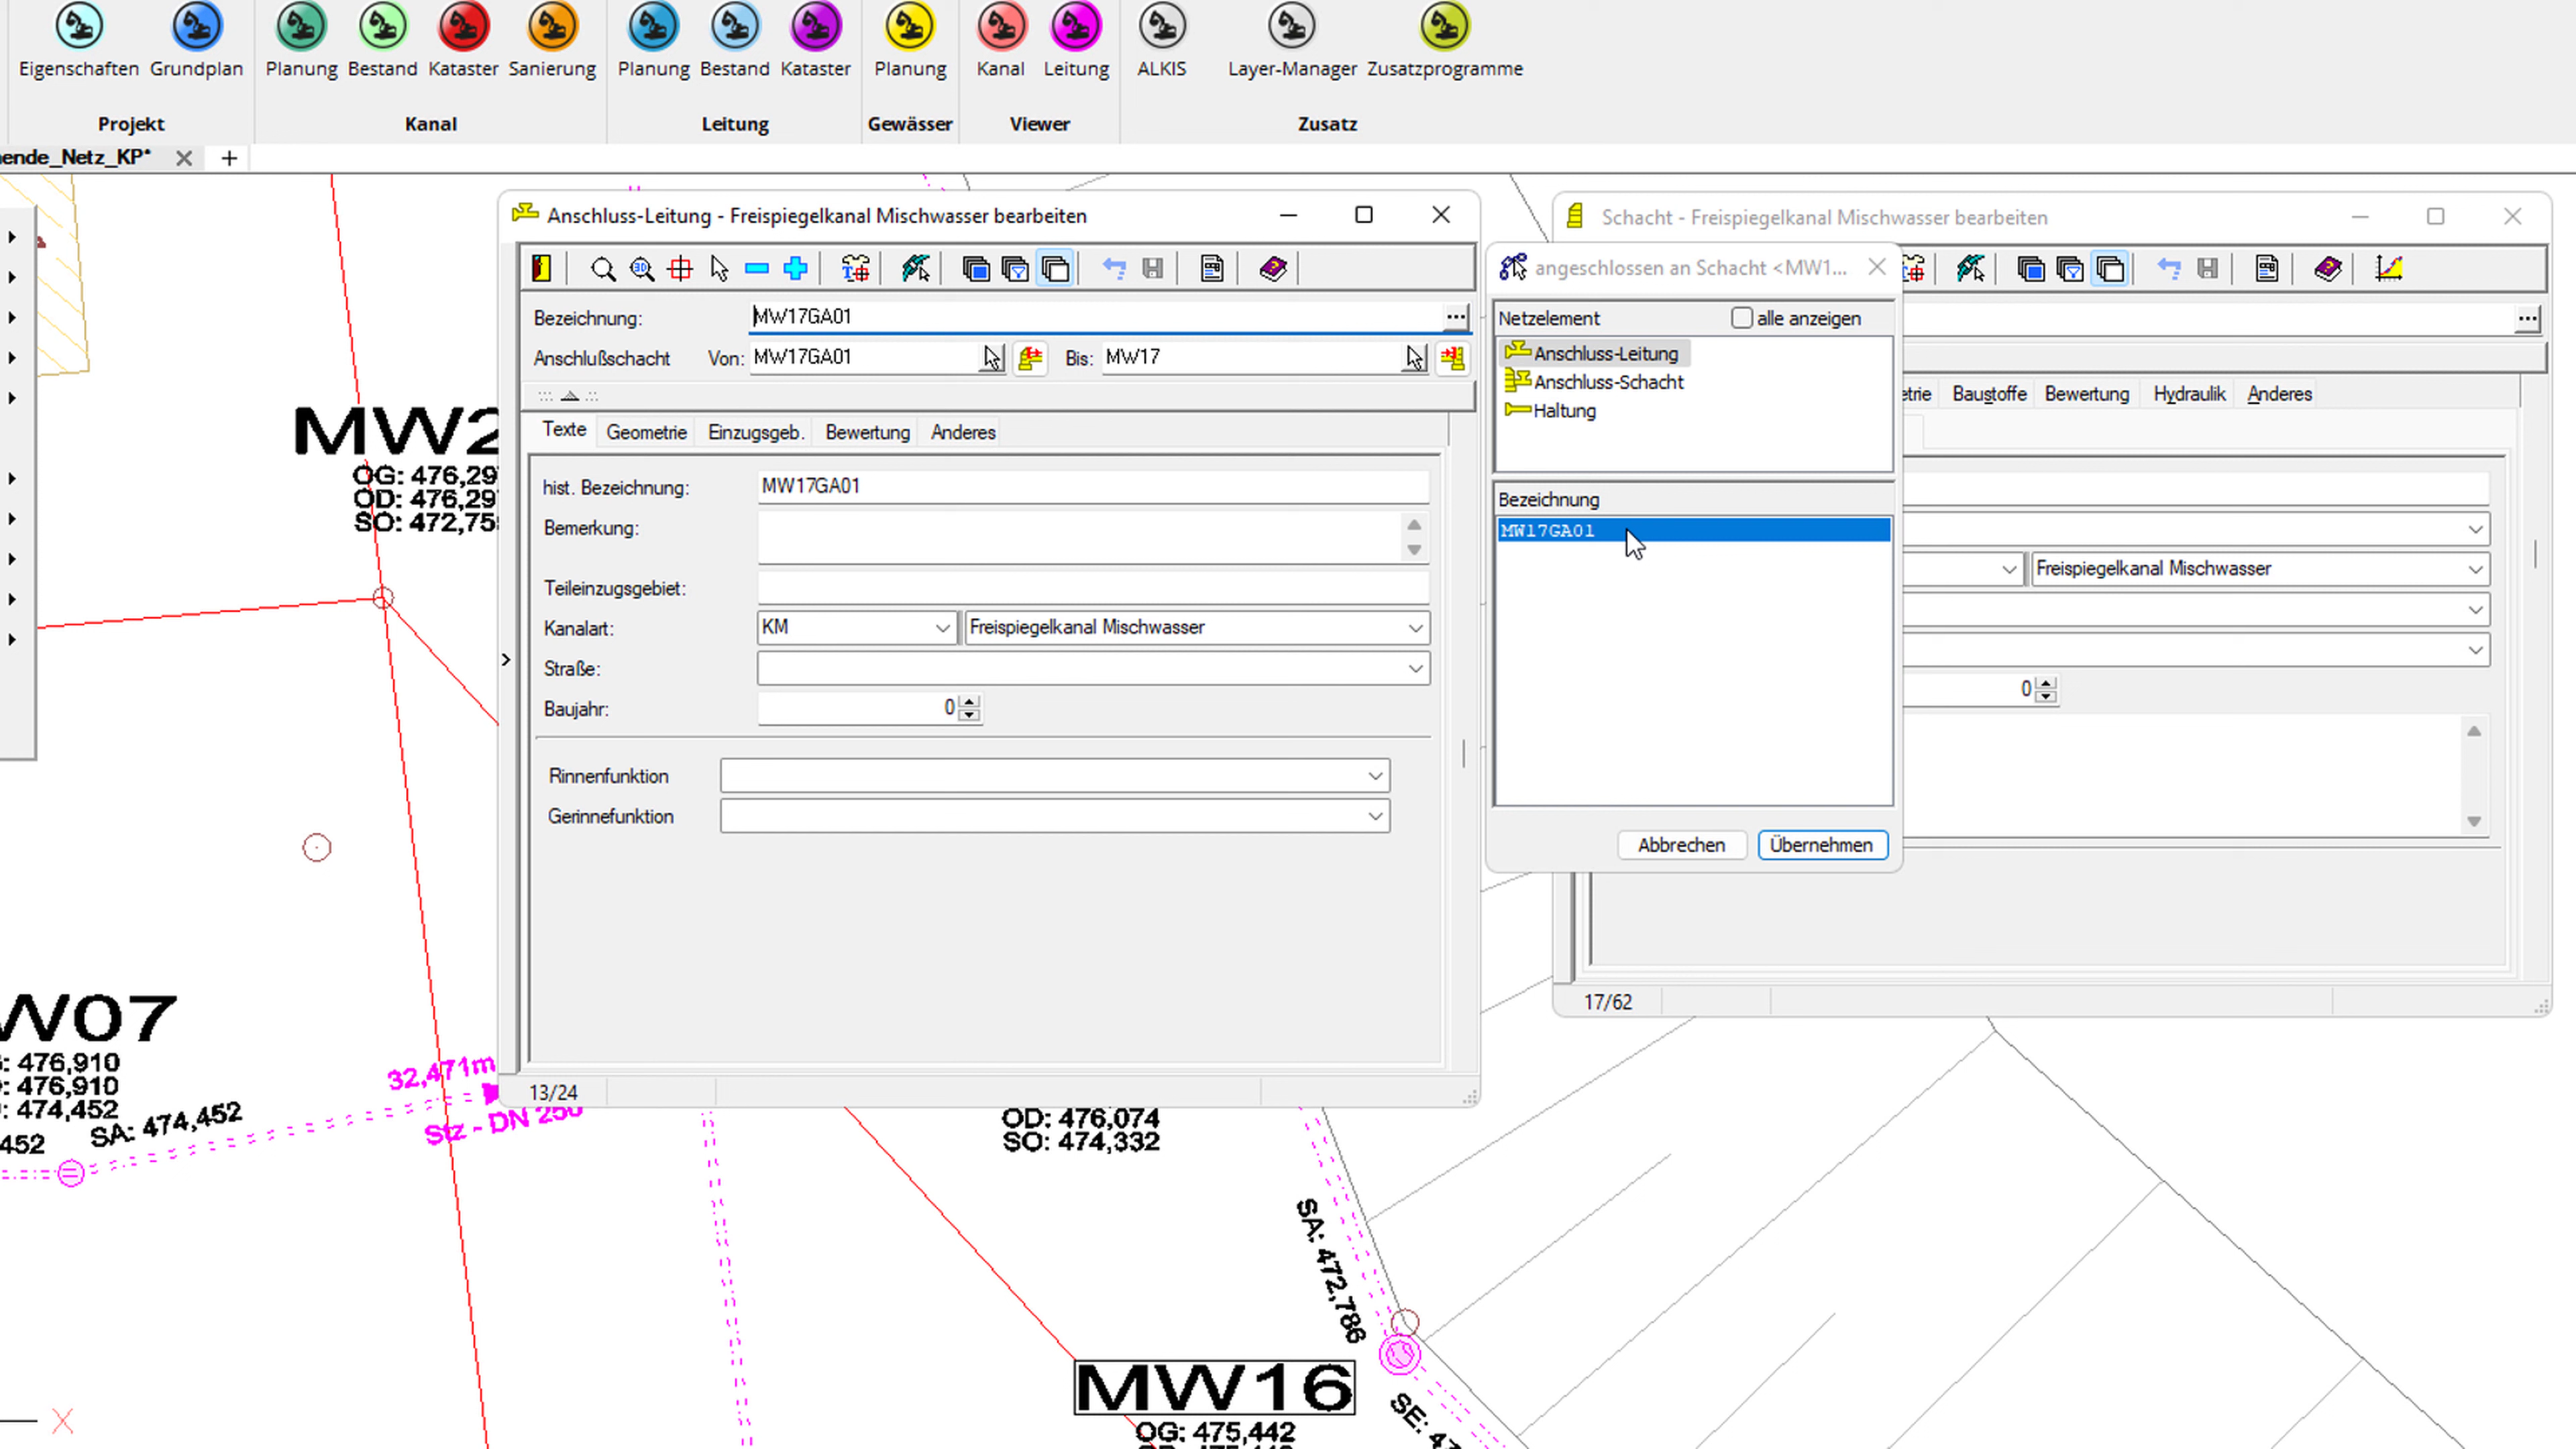 Eigenschaften Grundplan Planung Bestand Kataster Sanierung Planung Bestand Kataster Planung Kanal Leitung ALKIS Layer-Manager Zusatzprogramme
Projekt Kanal Leitung Gewässer Viewer Zusatz
ende_Netz_KP*
Anschluss-Leitung - Freispiegelkanal Mischwasser bearbeiten
Bezeichnung: MW17GA01
Anschlußschacht Von: MW17GA01 Bis: MW17
Texte Geometrie Einzugsgeb. Bewertung Anderes
hist. Bezeichnung: MW17GA01
Bemerkung:
Teileinzugsgebiet:
Kanalart: KM Freispiegelkanal Mischwasser
Straße:
Baujahr: 0
Rinnenfunktion
Gerinnefunktion
13/24
angeschlossen an Schacht <MW1...
Netzelement alle anzeigen
Anschluss-Leitung
Anschluss-Schacht
Haltung
Bezeichnung
MW17GA01
Abbrechen Übernehmen
Schacht - Freispiegelkanal Mischwasser bearbeiten
etrie Baustoffe Bewertung Hydraulik Anderes
Freispiegelkanal Mischwasser
0
17/62
MW2
OG: 476,29
OD: 476,29
SO: 472,75
W07
: 476,910
: 476,910
: 474,452
452
SA: 474,452
32,471m
Stz - DN 250
OD: 476,074
SO: 474,332
SA: 472,786
MW16
OG: 475,442
SE: 47
X